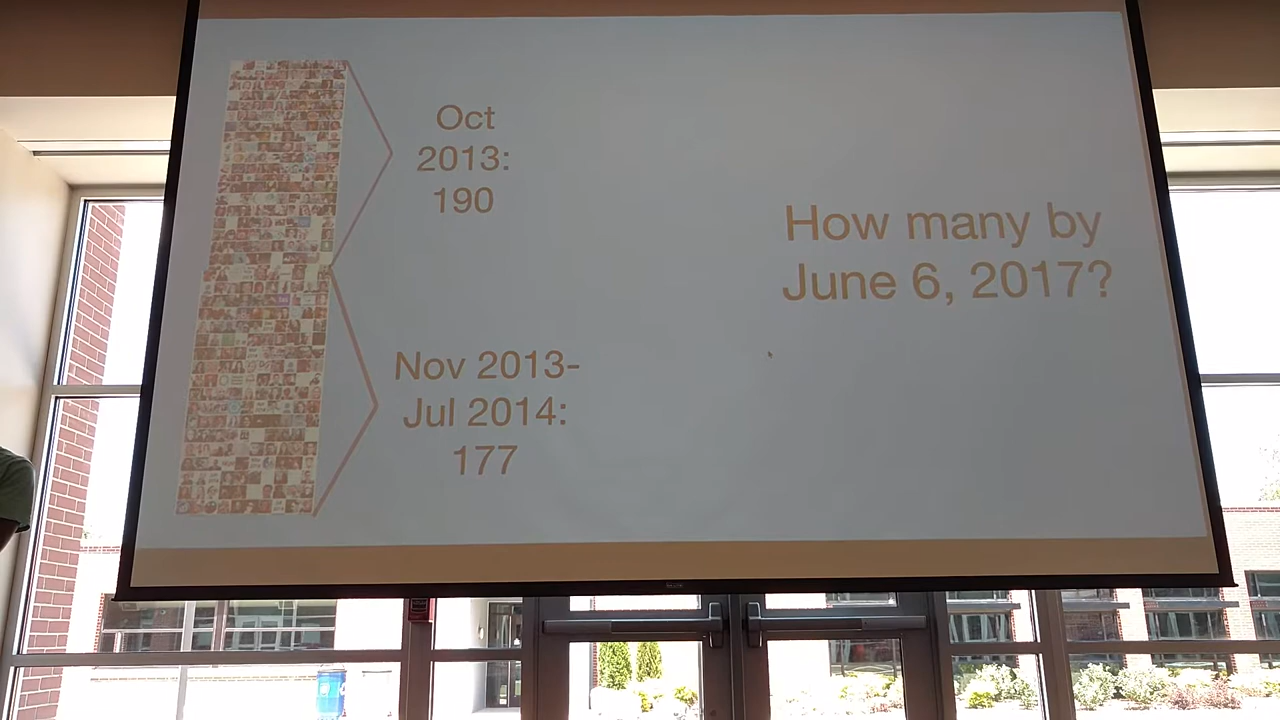 Oct
2013:
190
Nov 2013-
Jul 2014:
177
How many by
June 6, 2017?